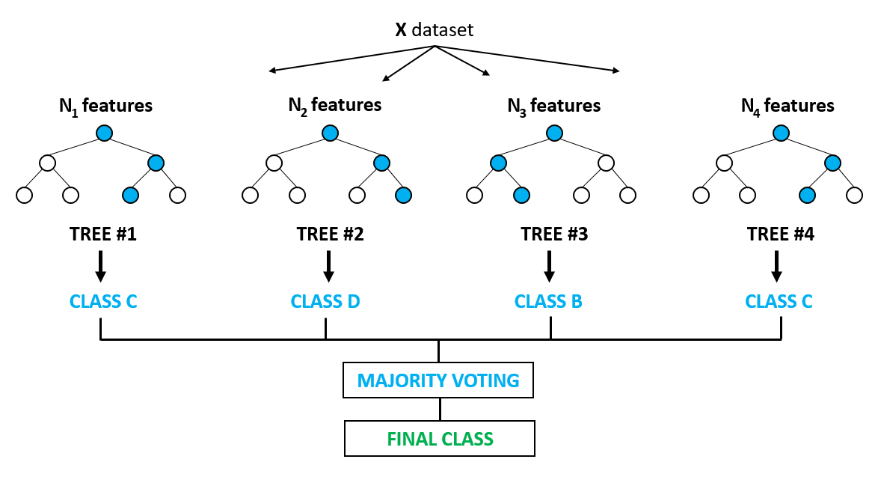 X dataset
N₁ features
N₂ features
N₃ features
N₄ features
TREE #1
TREE #2
TREE #3
TREE #4
CLASS C
CLASS D
CLASS B
CLASS C
MAJORITY VOTING
FINAL CLASS